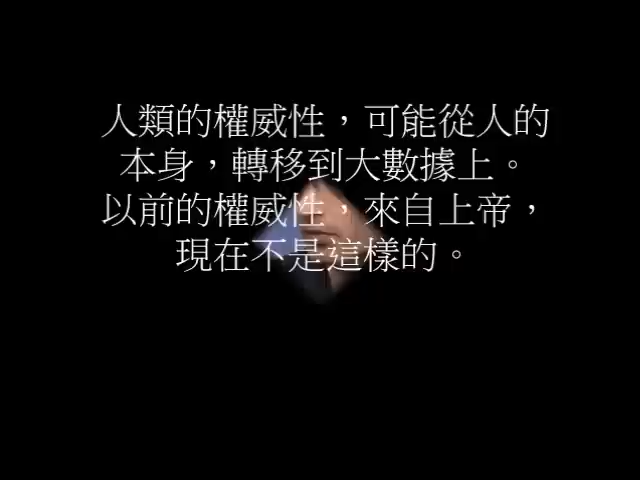 人類的權威性，可能從人的
本身，轉移到大數據上。
以前的權威性，來自上帝，
現在不是這樣的。